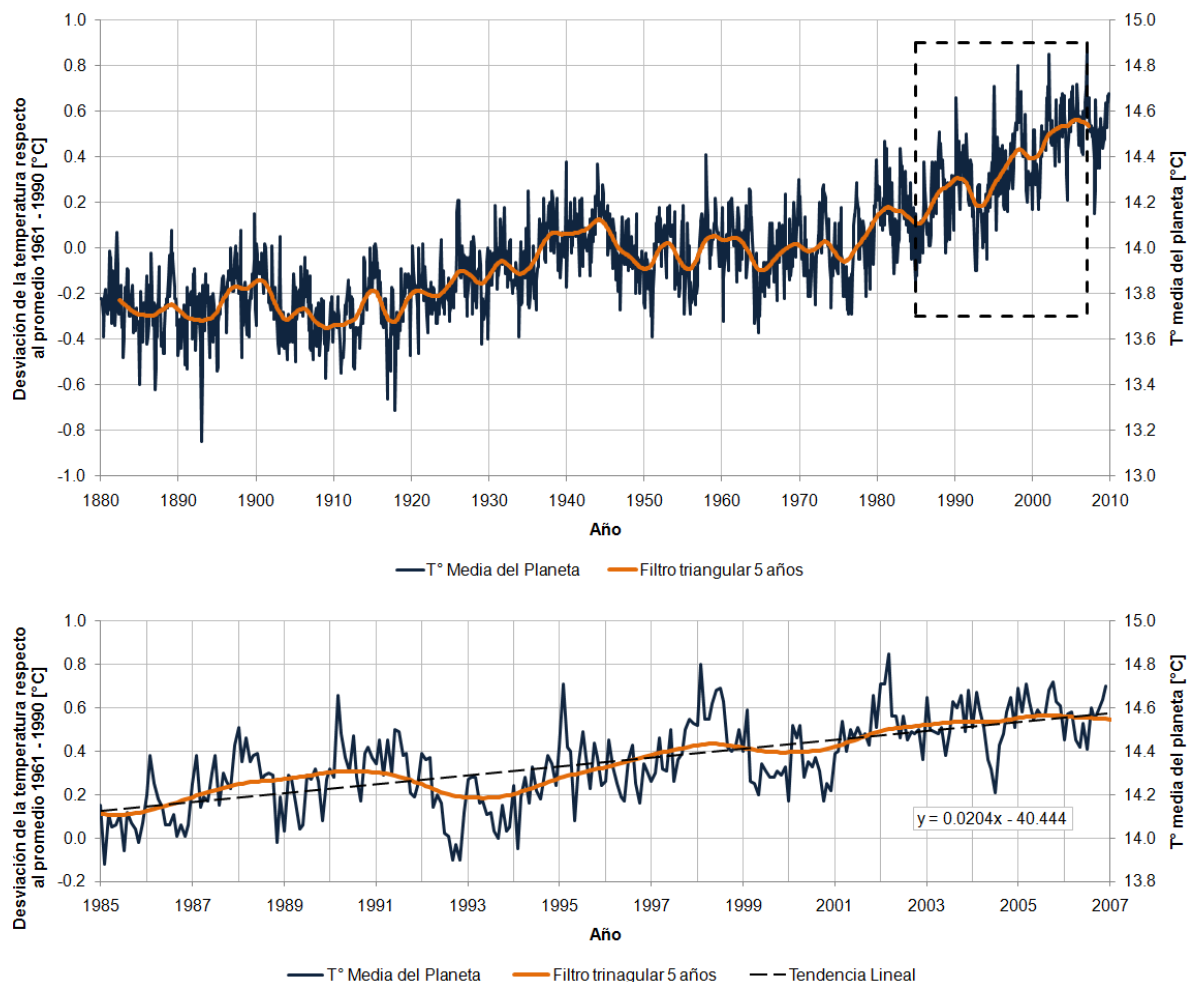 Desviación de la temperatura respecto
al promedio 1961 - 1990 [°C]
1.0
0.8
0.6
0.4
0.2
0.0
-0.2
-0.4
-0.6
-0.8
-1.0
15.0
14.8
14.6
14.4
14.2
14.0
13.8
13.6
13.4
13.2
13.0
T° media del planeta [°C]
1880 1890 1900 1910 1920 1930 1940 1950 1960 1970 1980 1990 2000 2010
Año
T° Media del Planeta Filtro triangular 5 años
Desviación de la temperatura respecto
al promedio 1961 - 1990 [°C]
1.0
0.8
0.6
0.4
0.2
0.0
-0.2
15.0
14.8
14.6
14.4
14.2
14.0
13.8
T° media del planeta [°C]
y = 0.0204x - 40.444
1985 1987 1989 1991 1993 1995 1997 1999 2001 2003 2005 2007
Año
T° Media del Planeta Filtro trinagular 5 años Tendencia Lineal